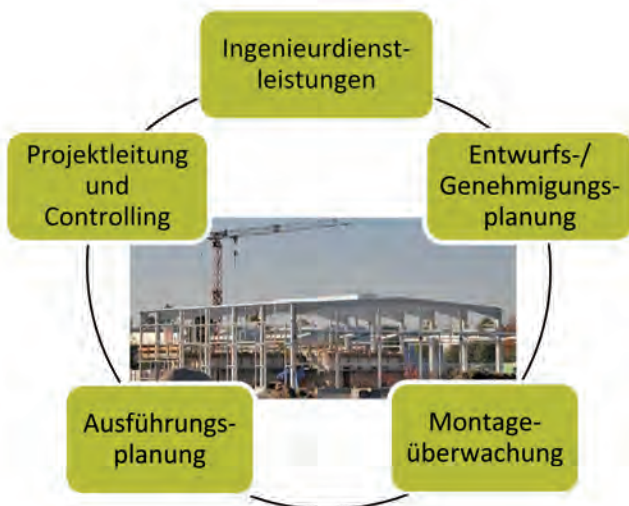 Ingenieurdienst-
leistungen
Projektleitung
und
Controlling
Entwurfs-/
Genehmigungs-
planung
Ausführungs-
planung
Montage-
überwachung